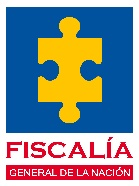 FISCALÍA
GENERAL DE LA NACIÓN